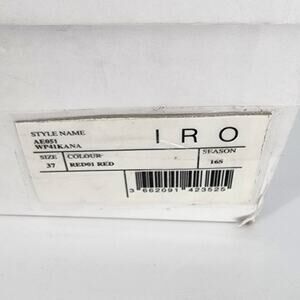 STYLE NAME
AE051
WP41KANA
IRO
SIZE COLOUR SEASON
37 RED01 RED 16S
3 662091 423525